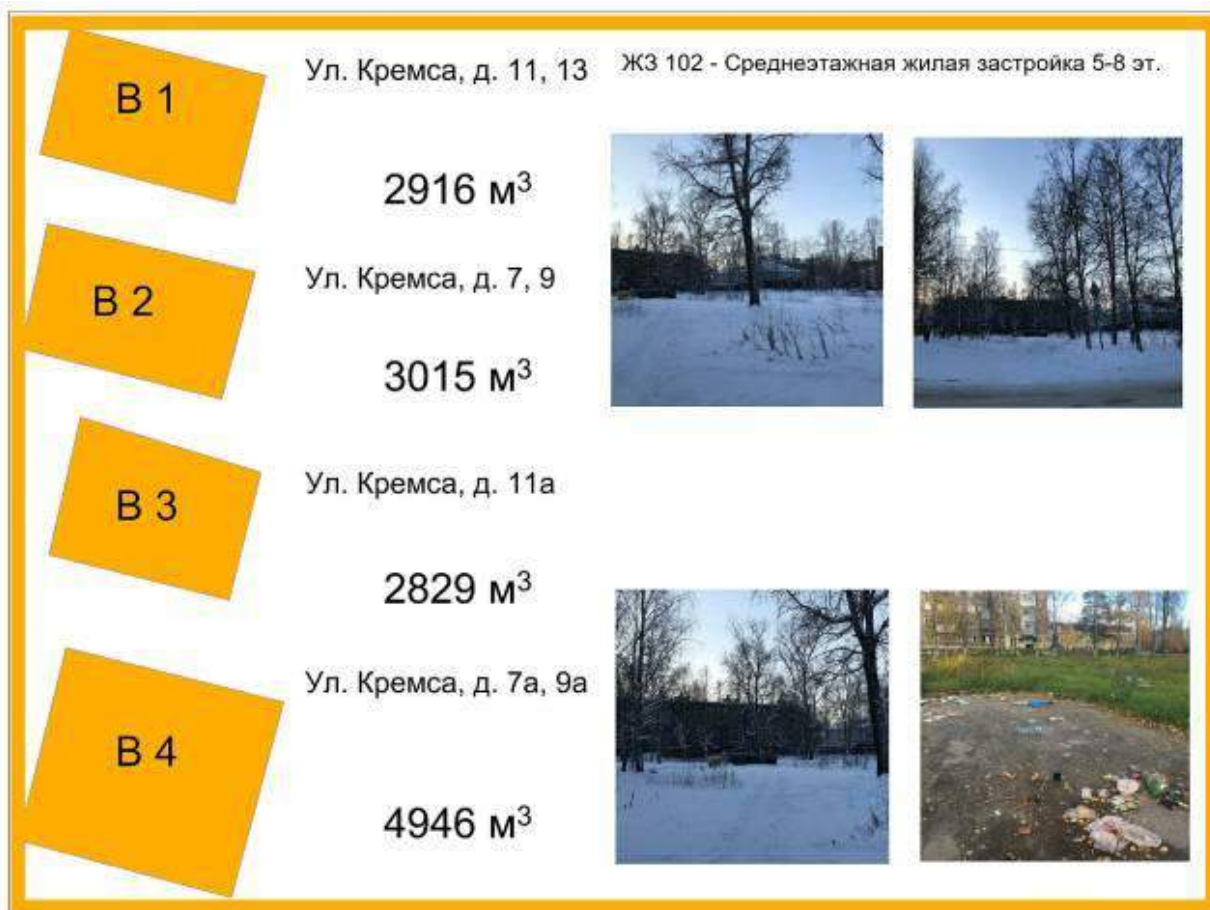 В 1
Ул. Кремса, д. 11, 13
ЖЗ 102 - Среднеэтажная жилая застройка 5-8 эт.
2916 м³
В 2
Ул. Кремса, д. 7, 9
3015 м³
В 3
Ул. Кремса, д. 11а
2829 м³
В 4
Ул. Кремса, д. 7а, 9а
4946 м³